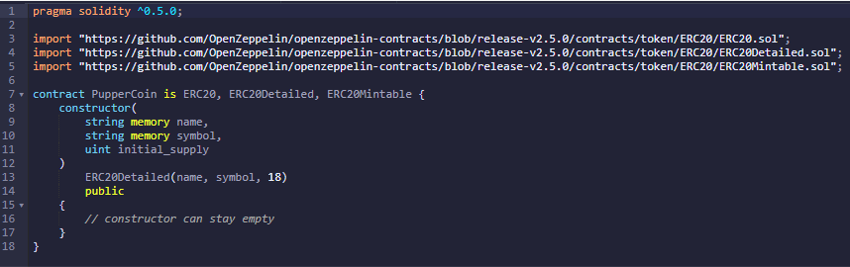 1 pragma solidity ^0.5.0;
2
3 import "https://github.com/OpenZeppelin/openzeppelin-contracts/blob/release-v2.5.0/contracts/token/ERC20/ERC20.sol";
4 import "https://github.com/OpenZeppelin/openzeppelin-contracts/blob/release-v2.5.0/contracts/token/ERC20/ERC20Detailed.sol";
5 import "https://github.com/OpenZeppelin/openzeppelin-contracts/blob/release-v2.5.0/contracts/token/ERC20/ERC20Mintable.sol";
6
7 contract PupperCoin is ERC20, ERC20Detailed, ERC20Mintable {
8     constructor(
9         string memory name,
10         string memory symbol,
11         uint initial_supply
12     )
13         ERC20Detailed(name, symbol, 18)
14         public
15     {
16         // constructor can stay empty
17     }
18 }